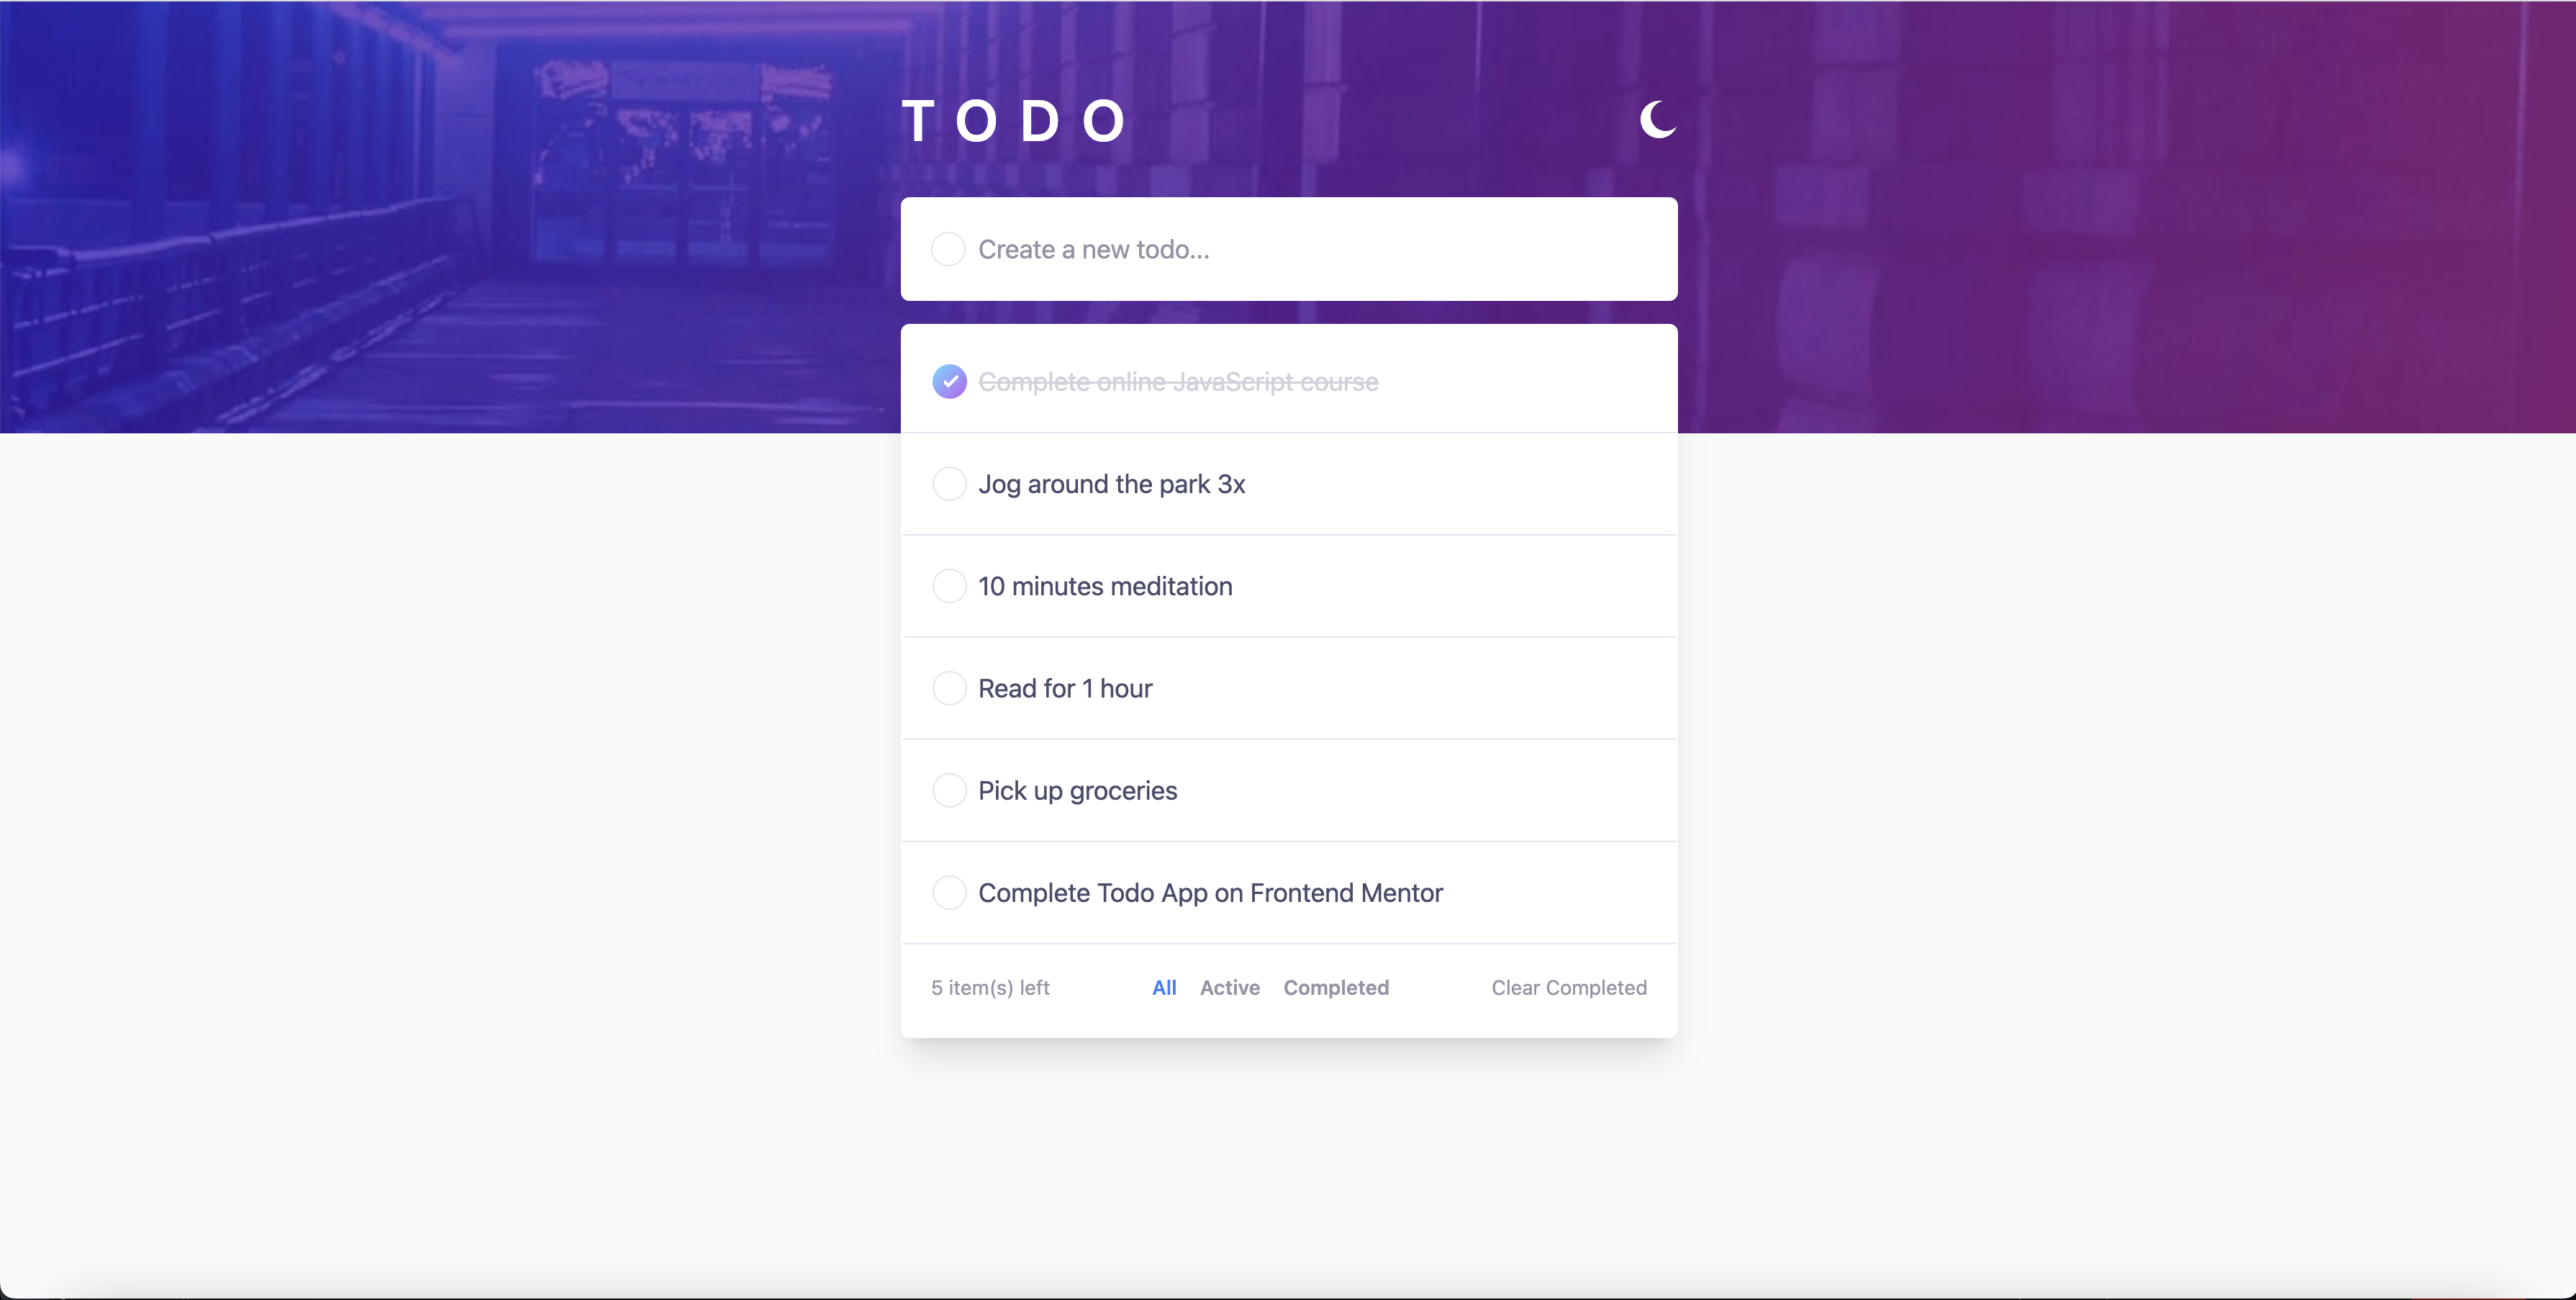 TODO
Create a new todo...
Complete online JavaScript course
Jog around the park 3x
10 minutes meditation
Read for 1 hour
Pick up groceries
Complete Todo App on Frontend Mentor
5 item(s) left All Active Completed Clear Completed